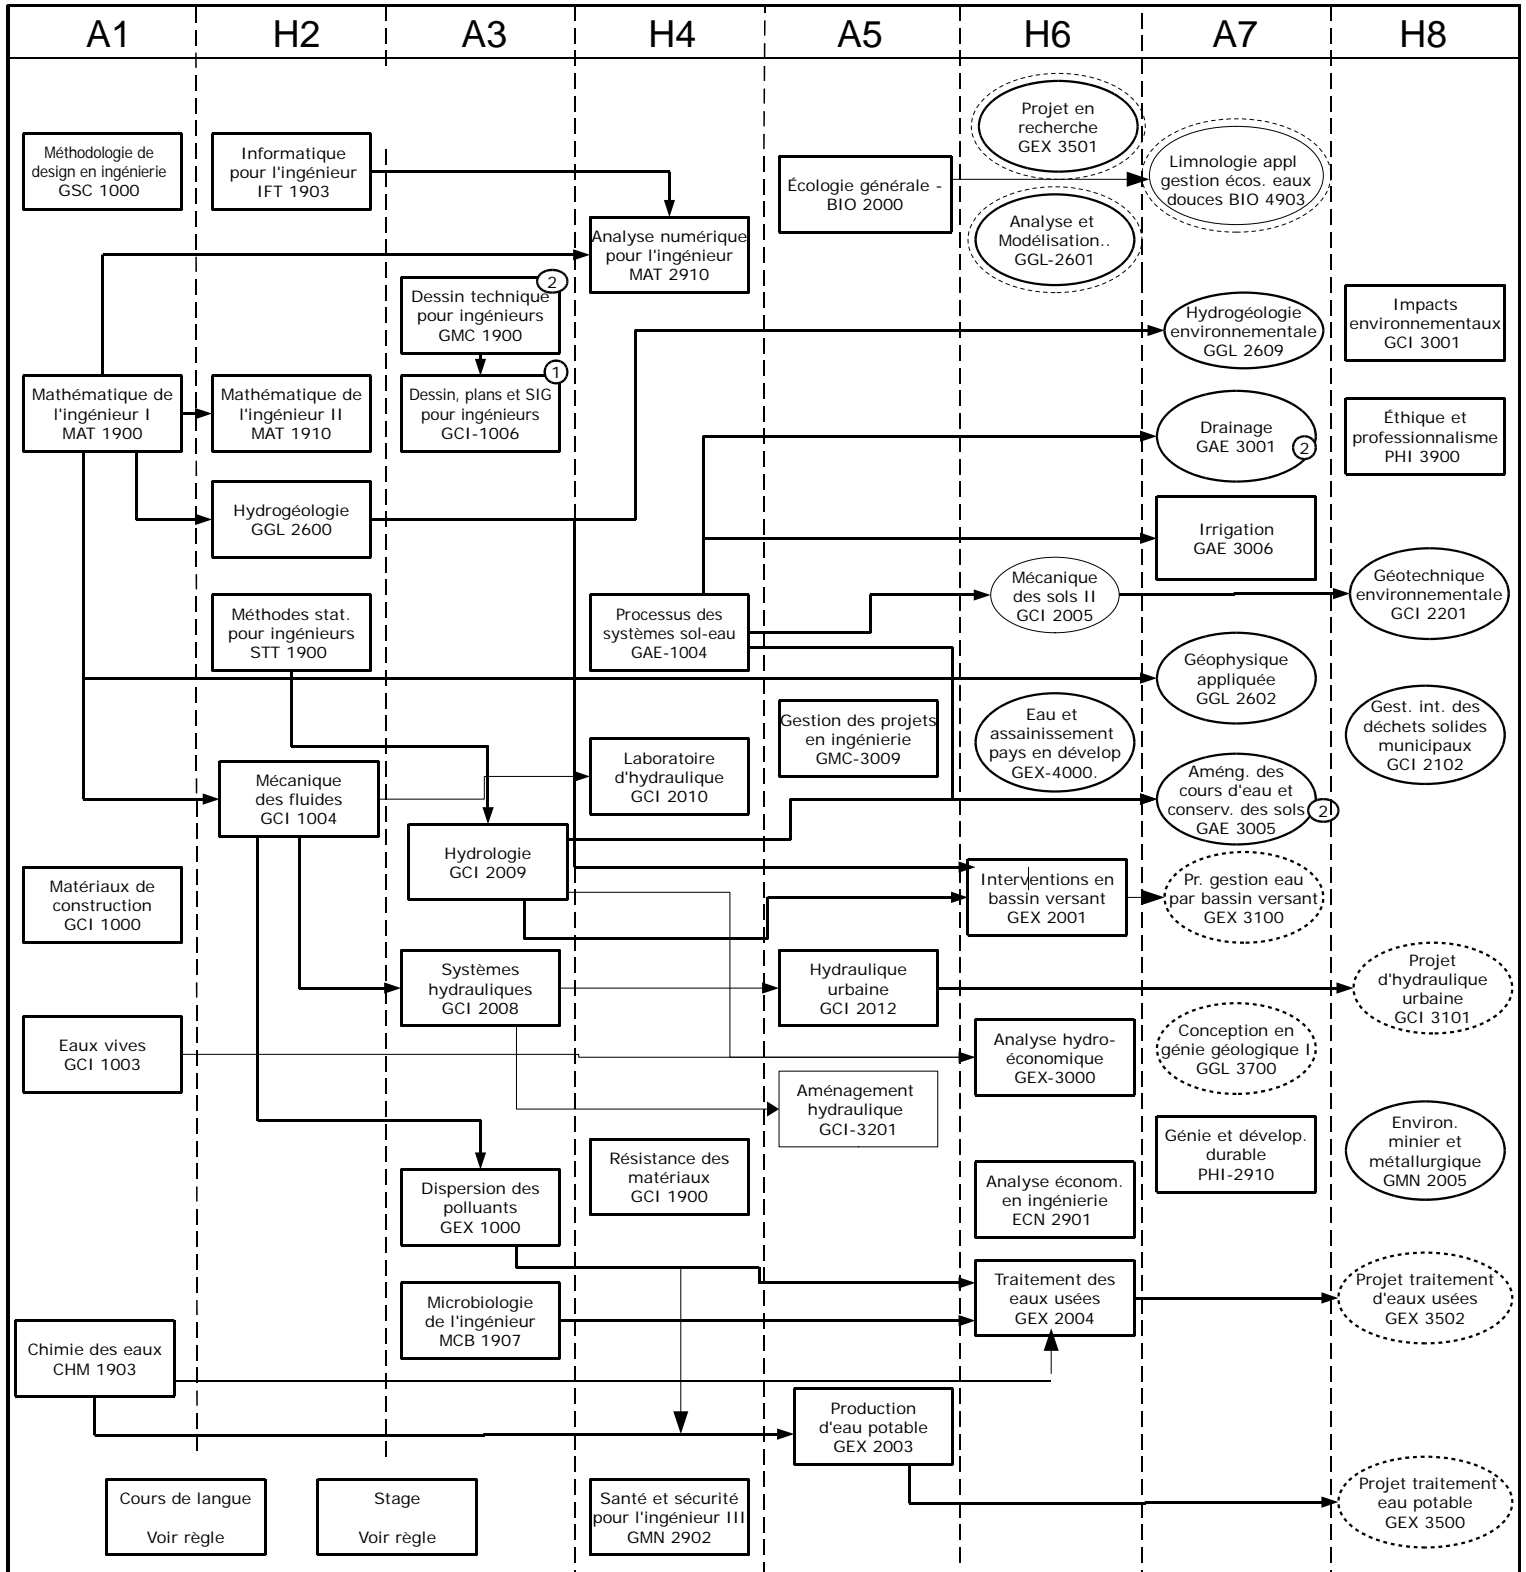 A1
H2
A3
H4
A5
H6
A7
H8
Méthodologie de
design en ingénierie
GSC 1000
Mathématique de
l'ingénieur I
MAT 1900
Matériaux de
construction
GCI 1000
Eaux vives
GCI 1003
Chimie des eaux
CHM 1903
Cours de langue
Voir règle
Informatique
pour l'ingénieur
IFT 1903
Mathématique de
l'ingénieur II
MAT 1910
Hydrogéologie
GGL 2600
Méthodes stat.
pour ingénieurs
STT 1900
Mécanique
des fluides
GCI 1004
Stage
Voir règle
2
Dessin technique
pour ingénieurs
GMC 1900
1
Dessin, plans et SIG
pour ingénieurs
GCI-1006
Hydrologie
GCI 2009
Systèmes
hydrauliques
GCI 2008
Dispersion des
polluants
GEX 1000
Microbiologie
de l'ingénieur
MCB 1907
Analyse numérique
pour l'ingénieur
MAT 2910
Processus des
systèmes sol-eau
GAE-1004
Laboratoire
d'hydraulique
GCI 2010
Résistance des
matériaux
GCI 1900
Santé et sécurité
pour l'ingénieur III
GMN 2902
Écologie générale -
BIO 2000
Gestion des projets
en ingénierie
GMC-3009
Hydraulique
urbaine
GCI 2012
Aménagement
hydraulique
GCI-3201
Production
d'eau potable
GEX 2003
Projet en
recherche
GEX 3501
Analyse et
Modélisation..
GGL-2601
Mécanique
des sols II
GCI 2005
Eau et
assainissement
pays en dévelop
GEX-4000.
Interventions en
bassin versant
GEX 2001
Analyse hydro-
économique
GEX-3000
Analyse économ.
en ingénierie
ECN 2901
Traitement des
eaux usées
GEX 2004
Limnologie appl
gestion écos. eaux
douces BIO 4903
Hydrogéologie
environnementale
GGL 2609
Drainage
GAE 3001
2
Irrigation
GAE 3006
Géophysique
appliquée
GGL 2602
Améng. des
cours d'eau et
conserv. des sols
GAE 3005
2
Pr. gestion eau
par bassin versant
GEX 3100
Conception en
génie géologique I
GGL 3700
Génie et dévelop.
durable
PHI-2910
Impacts
environnementaux
GCI 3001
Éthique et
professionnalisme
PHI 3900
Géotechnique
environnementale
GCI 2201
Gest. int. des
déchets solides
municipaux
GCI 2102
Projet
d'hydraulique
urbaine
GCI 3101
Environ.
minier et
métallurgique
GMN 2005
Projet traitement
d'eaux usées
GEX 3502
Projet traitement
eau potable
GEX 3500